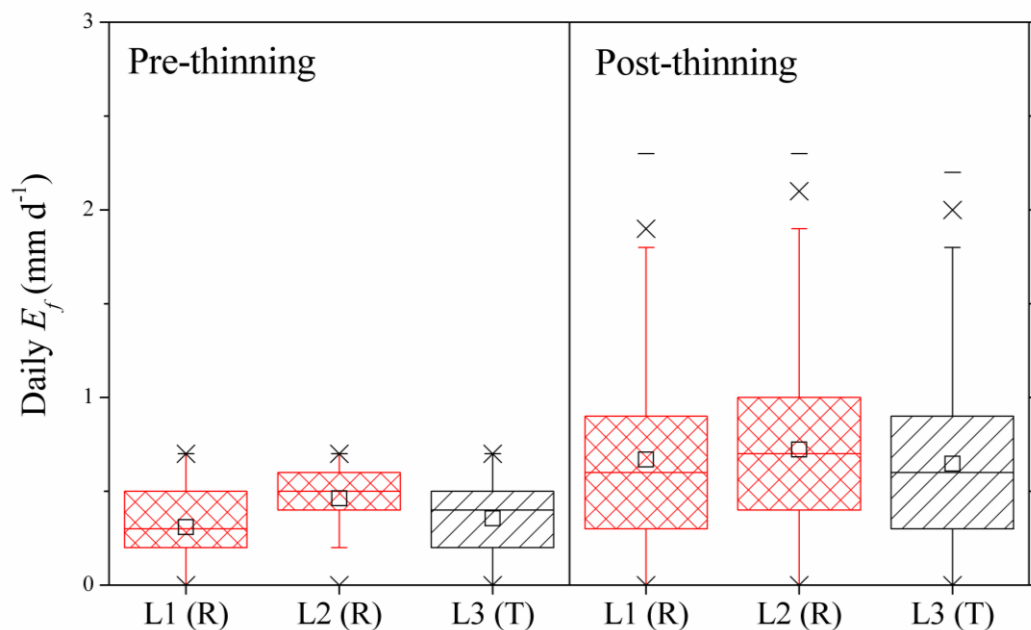 3
2
1
0
Daily E_f (mm d^-1)
Pre-thinning
Post-thinning
L1 (R) L2 (R) L3 (T) L1 (R) L2 (R) L3 (T)